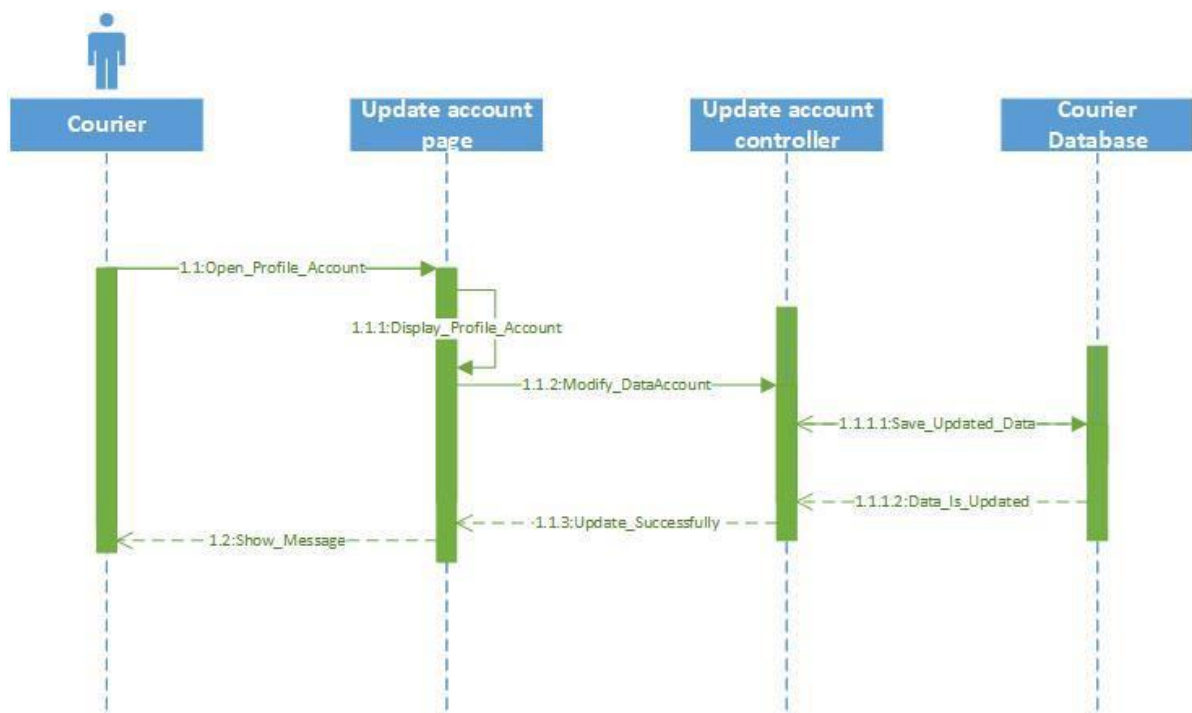 Courier
Update account
page
Update account
controller
Courier
Database
1.1:Open_Profile_Account
1.1.1:Display_Profile_Account
1.1.2:Modify_DataAccount
1.1.1.1:Save_Updated_Data
1.1.1.2:Data_Is_Updated
1.1.3:Update_Successfully
1.2:Show_Message